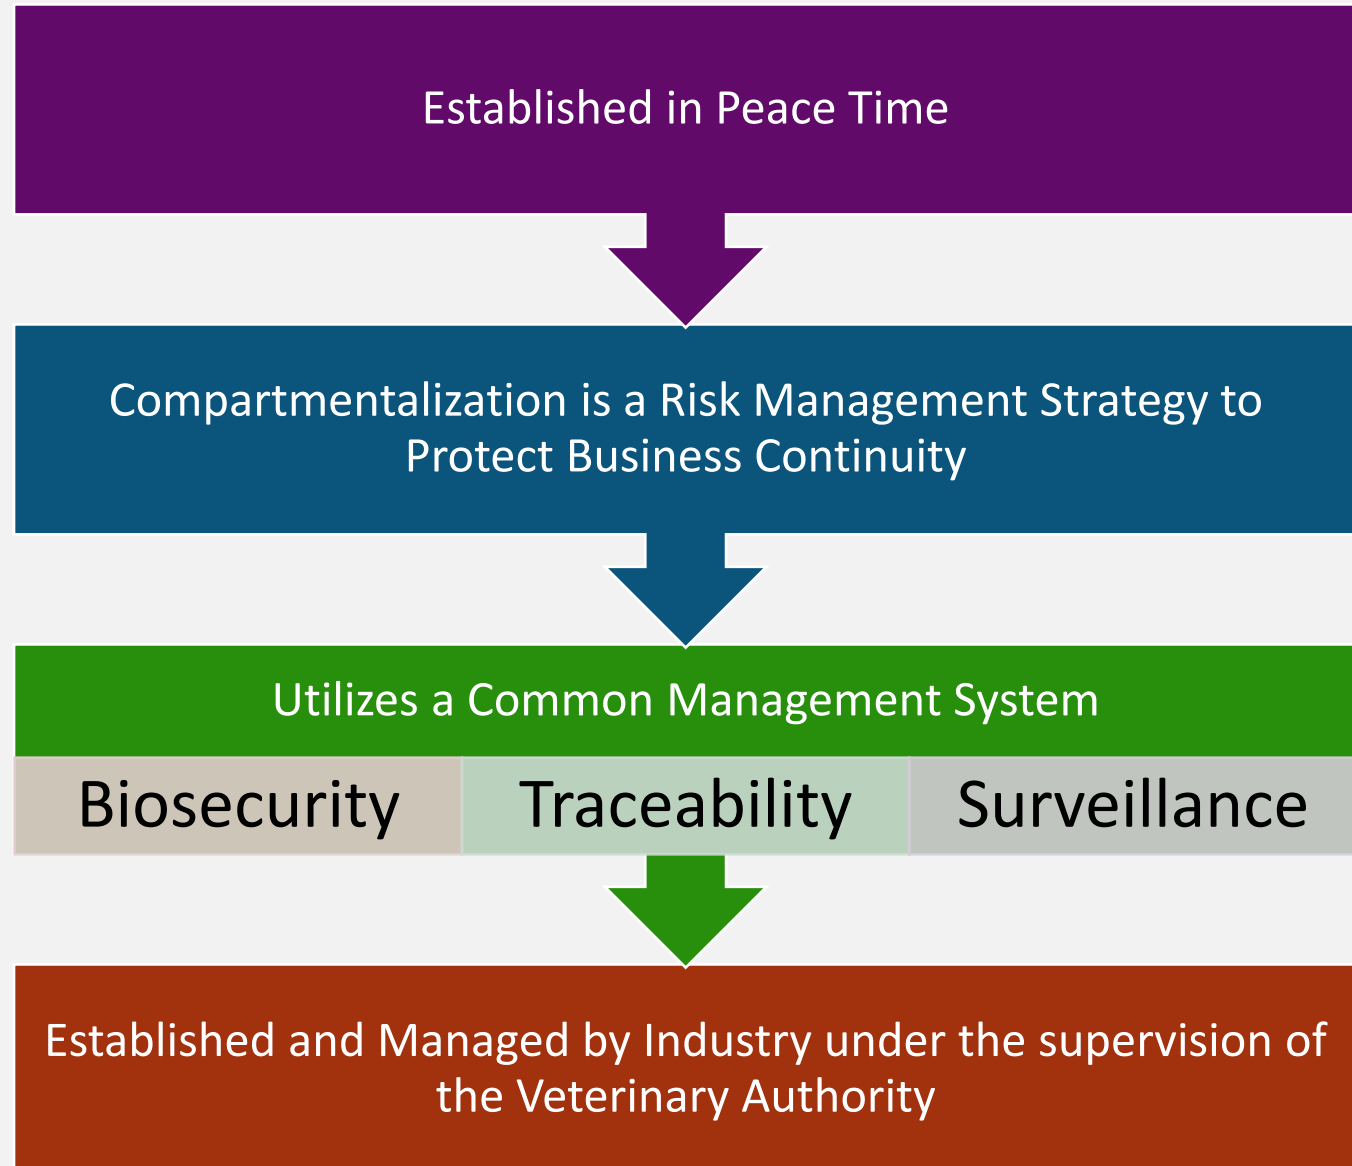 Established in Peace Time
Compartmentalization is a Risk Management Strategy to
Protect Business Continuity
Utilizes a Common Management System
Biosecurity Traceability Surveillance
Established and Managed by Industry under the supervision of
the Veterinary Authority